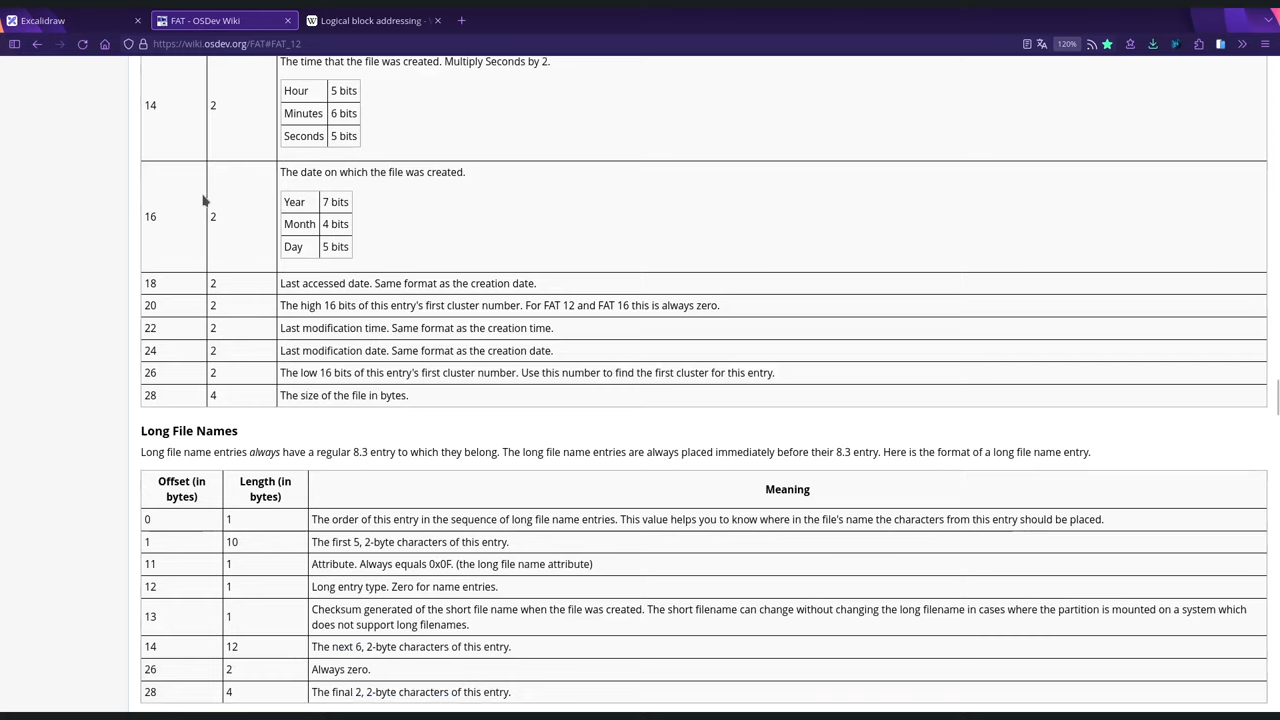 Excalidraw
FAT - OSDev Wiki
Logical block addressing -
https://wiki.osdev.org/FAT#FAT_12
120%
14
2
The time that the file was created. Multiply Seconds by 2.
Hour 5 bits
Minutes 6 bits
Seconds 5 bits
16
2
The date on which the file was created.
Year 7 bits
Month 4 bits
Day 5 bits
18 2 Last accessed date. Same format as the creation date.
20 2 The high 16 bits of this entry's first cluster number. For FAT 12 and FAT 16 this is always zero.
22 2 Last modification time. Same format as the creation time.
24 2 Last modification date. Same format as the creation date.
26 2 The low 16 bits of this entry's first cluster number. Use this number to find the first cluster for this entry.
28 4 The size of the file in bytes.
Long File Names
Long file name entries always have a regular 8.3 entry to which they belong. The long file name entries are always placed immediately before their 8.3 entry. Here is the format of a long file name entry.
Offset (in bytes) Length (in bytes) Meaning
0 1 The order of this entry in the sequence of long file name entries. This value helps you to know where in the file's name the characters from this entry should be placed.
1 10 The first 5, 2-byte characters of this entry.
11 1 Attribute. Always equals 0x0F. (the long file name attribute)
12 1 Long entry type. Zero for name entries.
13 1 Checksum generated of the short file name when the file was created. The short filename can change without changing the long filename in cases where the partition is mounted on a system which
does not support long filenames.
14 12 The next 6, 2-byte characters of this entry.
26 2 Always zero.
28 4 The final 2, 2-byte characters of this entry.